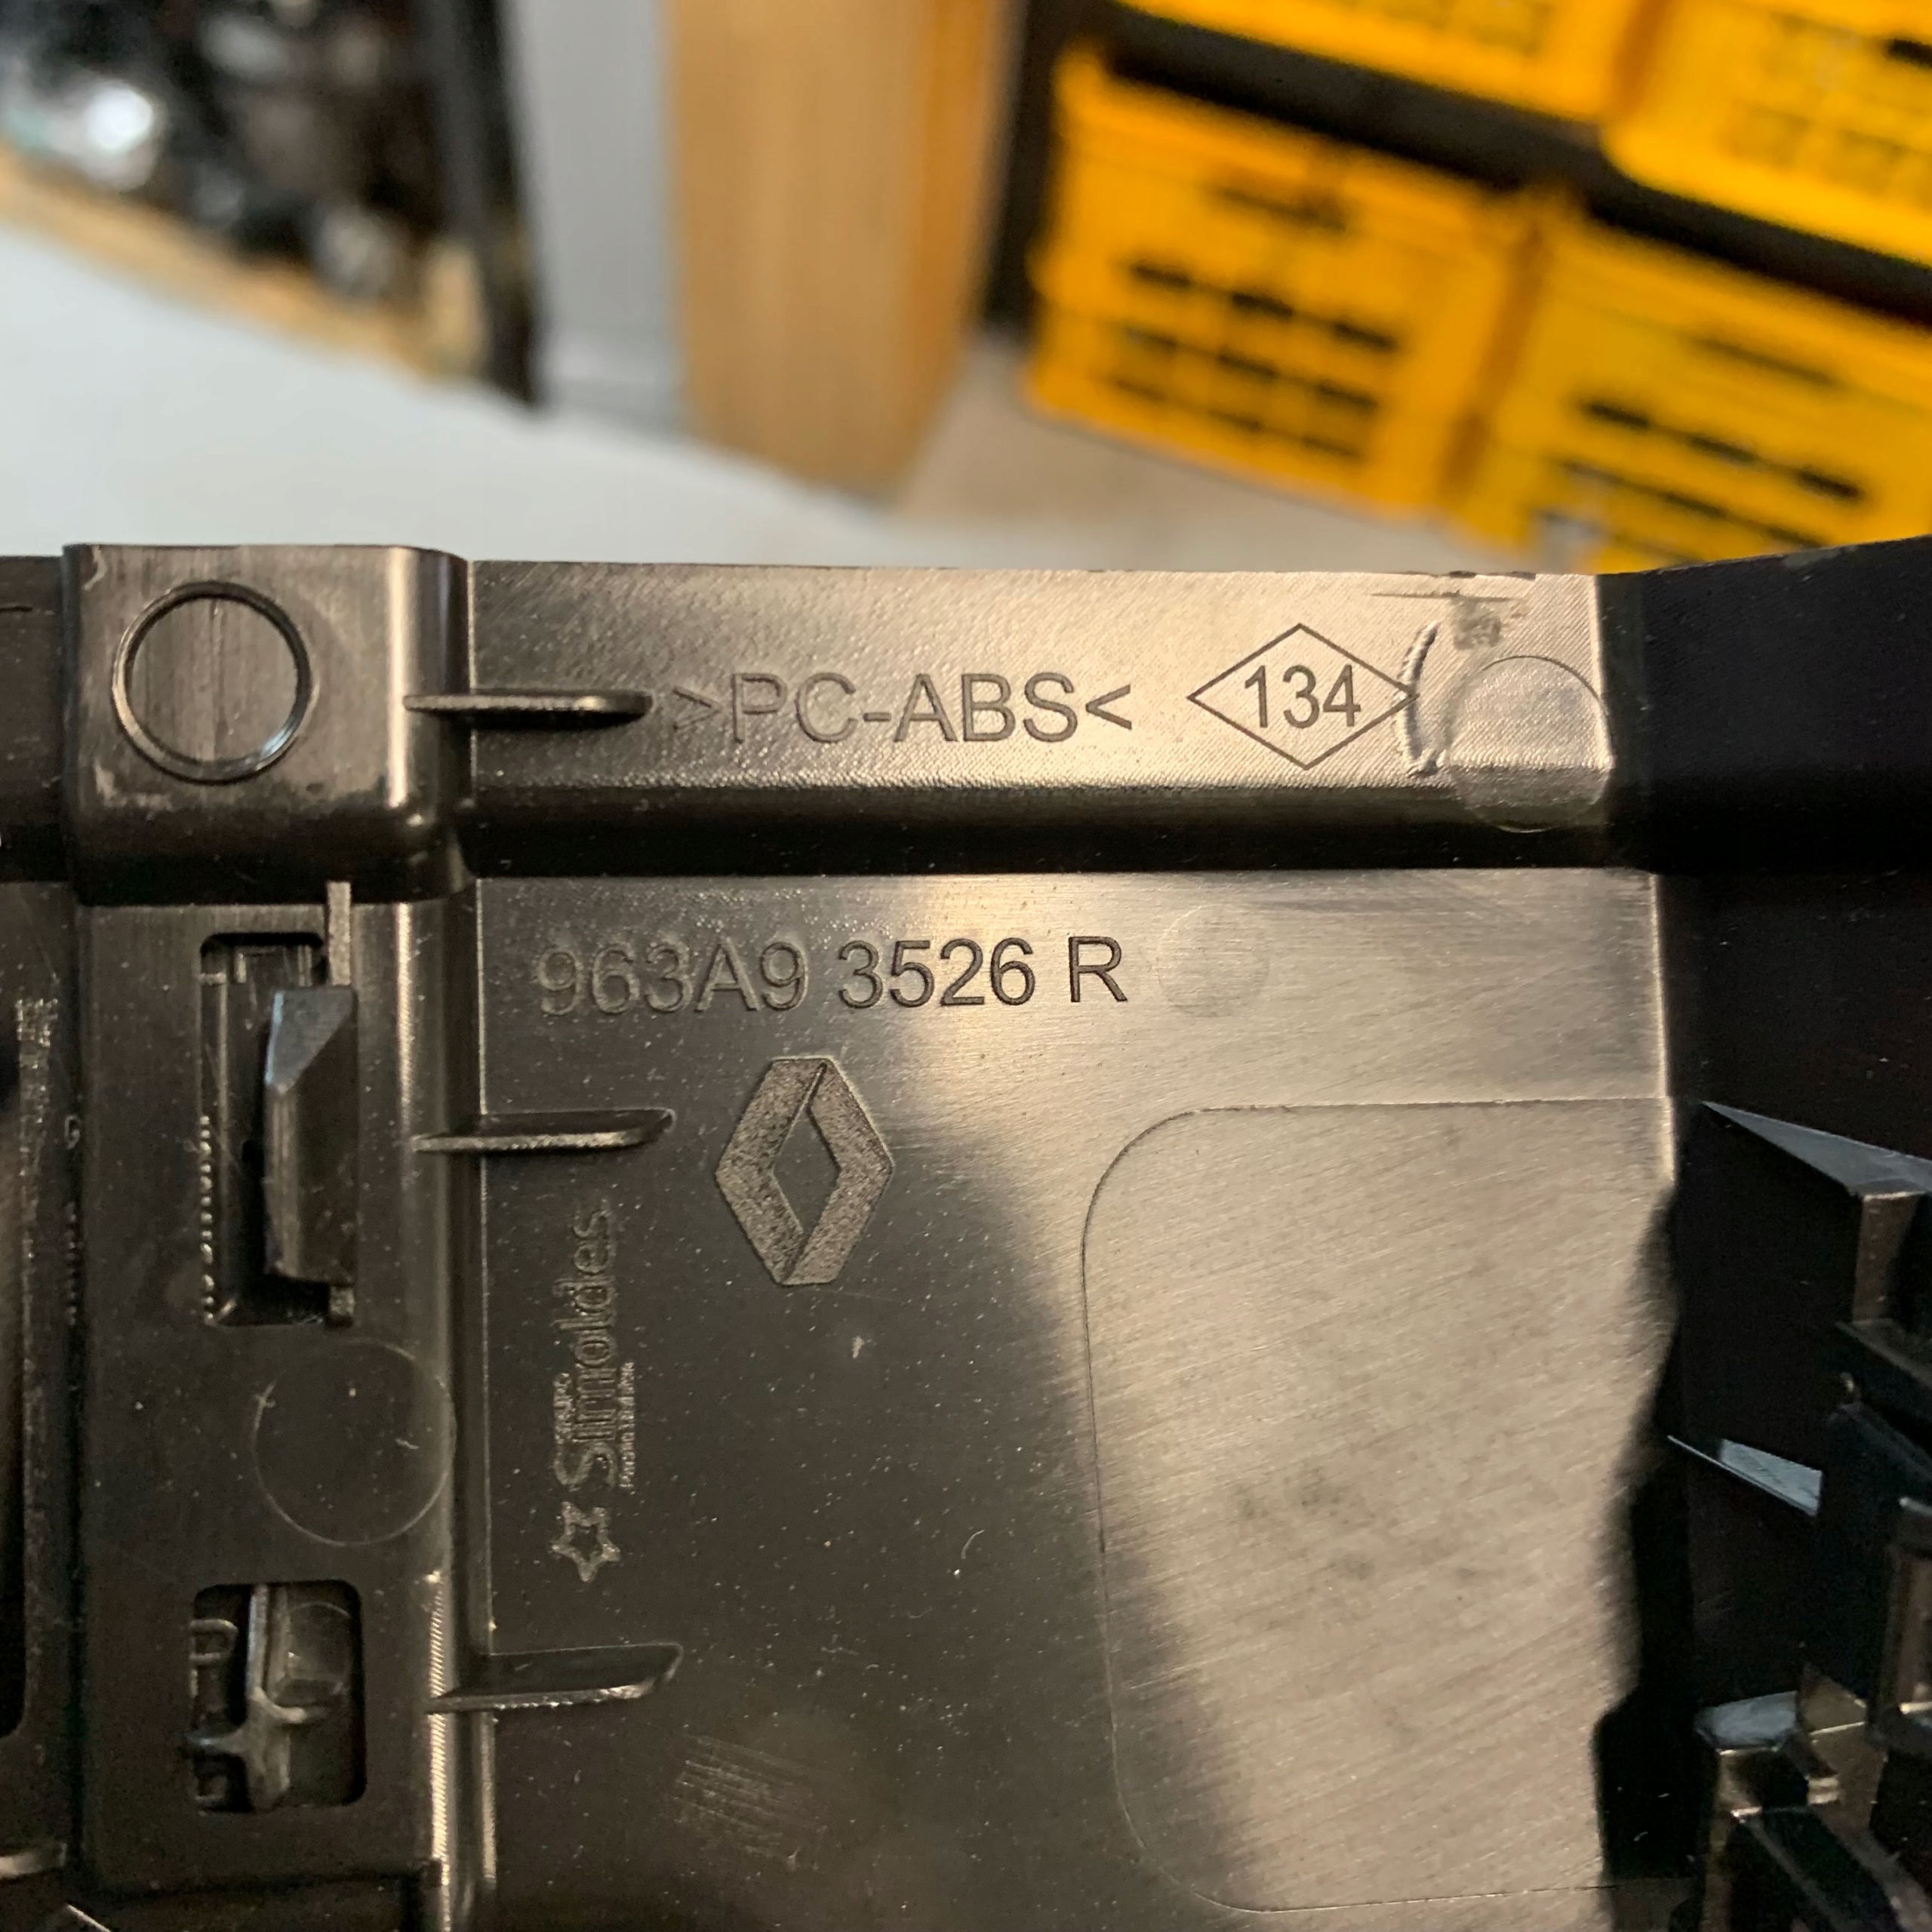 >PC-ABS<
134
963A9 3526 R
Simoldes